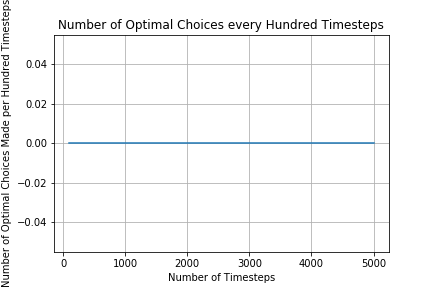 Number of Optimal Choices every Hundred Timesteps
Number of Optimal Choices Made per Hundred Timesteps
0.04
0.02
0.00
−0.02
−0.04
0 1000 2000 3000 4000 5000
Number of Timesteps